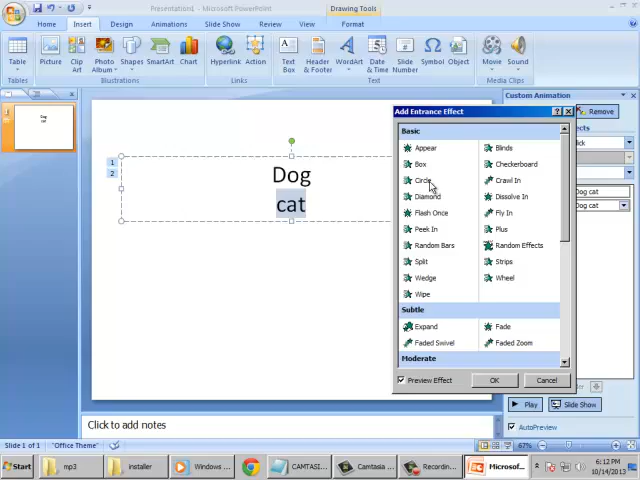 Presentation1 - Microsoft PowerPoint
Drawing Tools
Home Insert Design Animations Slide Show Review View Format
Table
Picture
Clip Art
Photo Album
Shapes
SmartArt
Chart
Hyperlink
Action
Text Box
Header & Footer
WordArt
Date & Time
Slide Number
Symbol
Object
Movie
Sound
Tables
Illustrations
Links
Text
Media Clips
1
Dog
cat
1
2
Dog
cat
Custom Animation
Remove
Add Entrance Effect
Basic
Appear Blinds
Box Checkerboard
Circle Crawl In
Diamond Dissolve In
Flash Once Fly In
Peek In Plus
Random Bars Random Effects
Split Strips
Wedge Wheel
Wipe
Subtle
Expand Fade
Faded Swivel Faded Zoom
Moderate
Preview Effect OK Cancel
Dog cat
Dog cat
Play Slide Show
AutoPreview
Click to add notes
Slide 1 of 1 "Office Theme" 67%
Start mp3 installer Windows ... CAMTASI... Camtasia ... Recordin... Microsof...
6:12 PM
10/14/2013